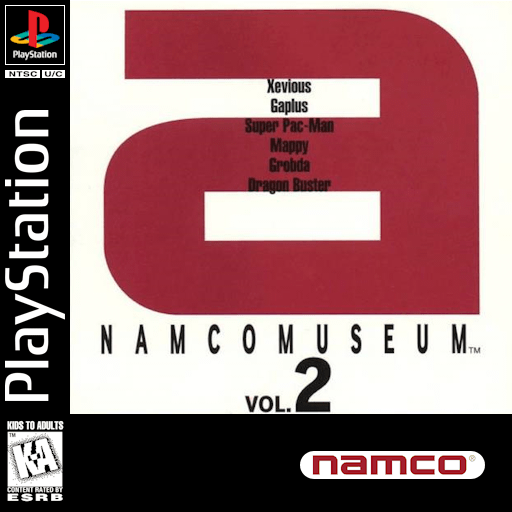 PlayStation
NTSC U/C
PlayStation
a
Xevious
Gaplus
Super Pac-Man
Mappy
Grobda
Dragon Buster
NAMCOMUSEUM™
VOL.2
KIDS TO ADULTS
™
KA
CONTENT RATED BY
ESRB
namco®